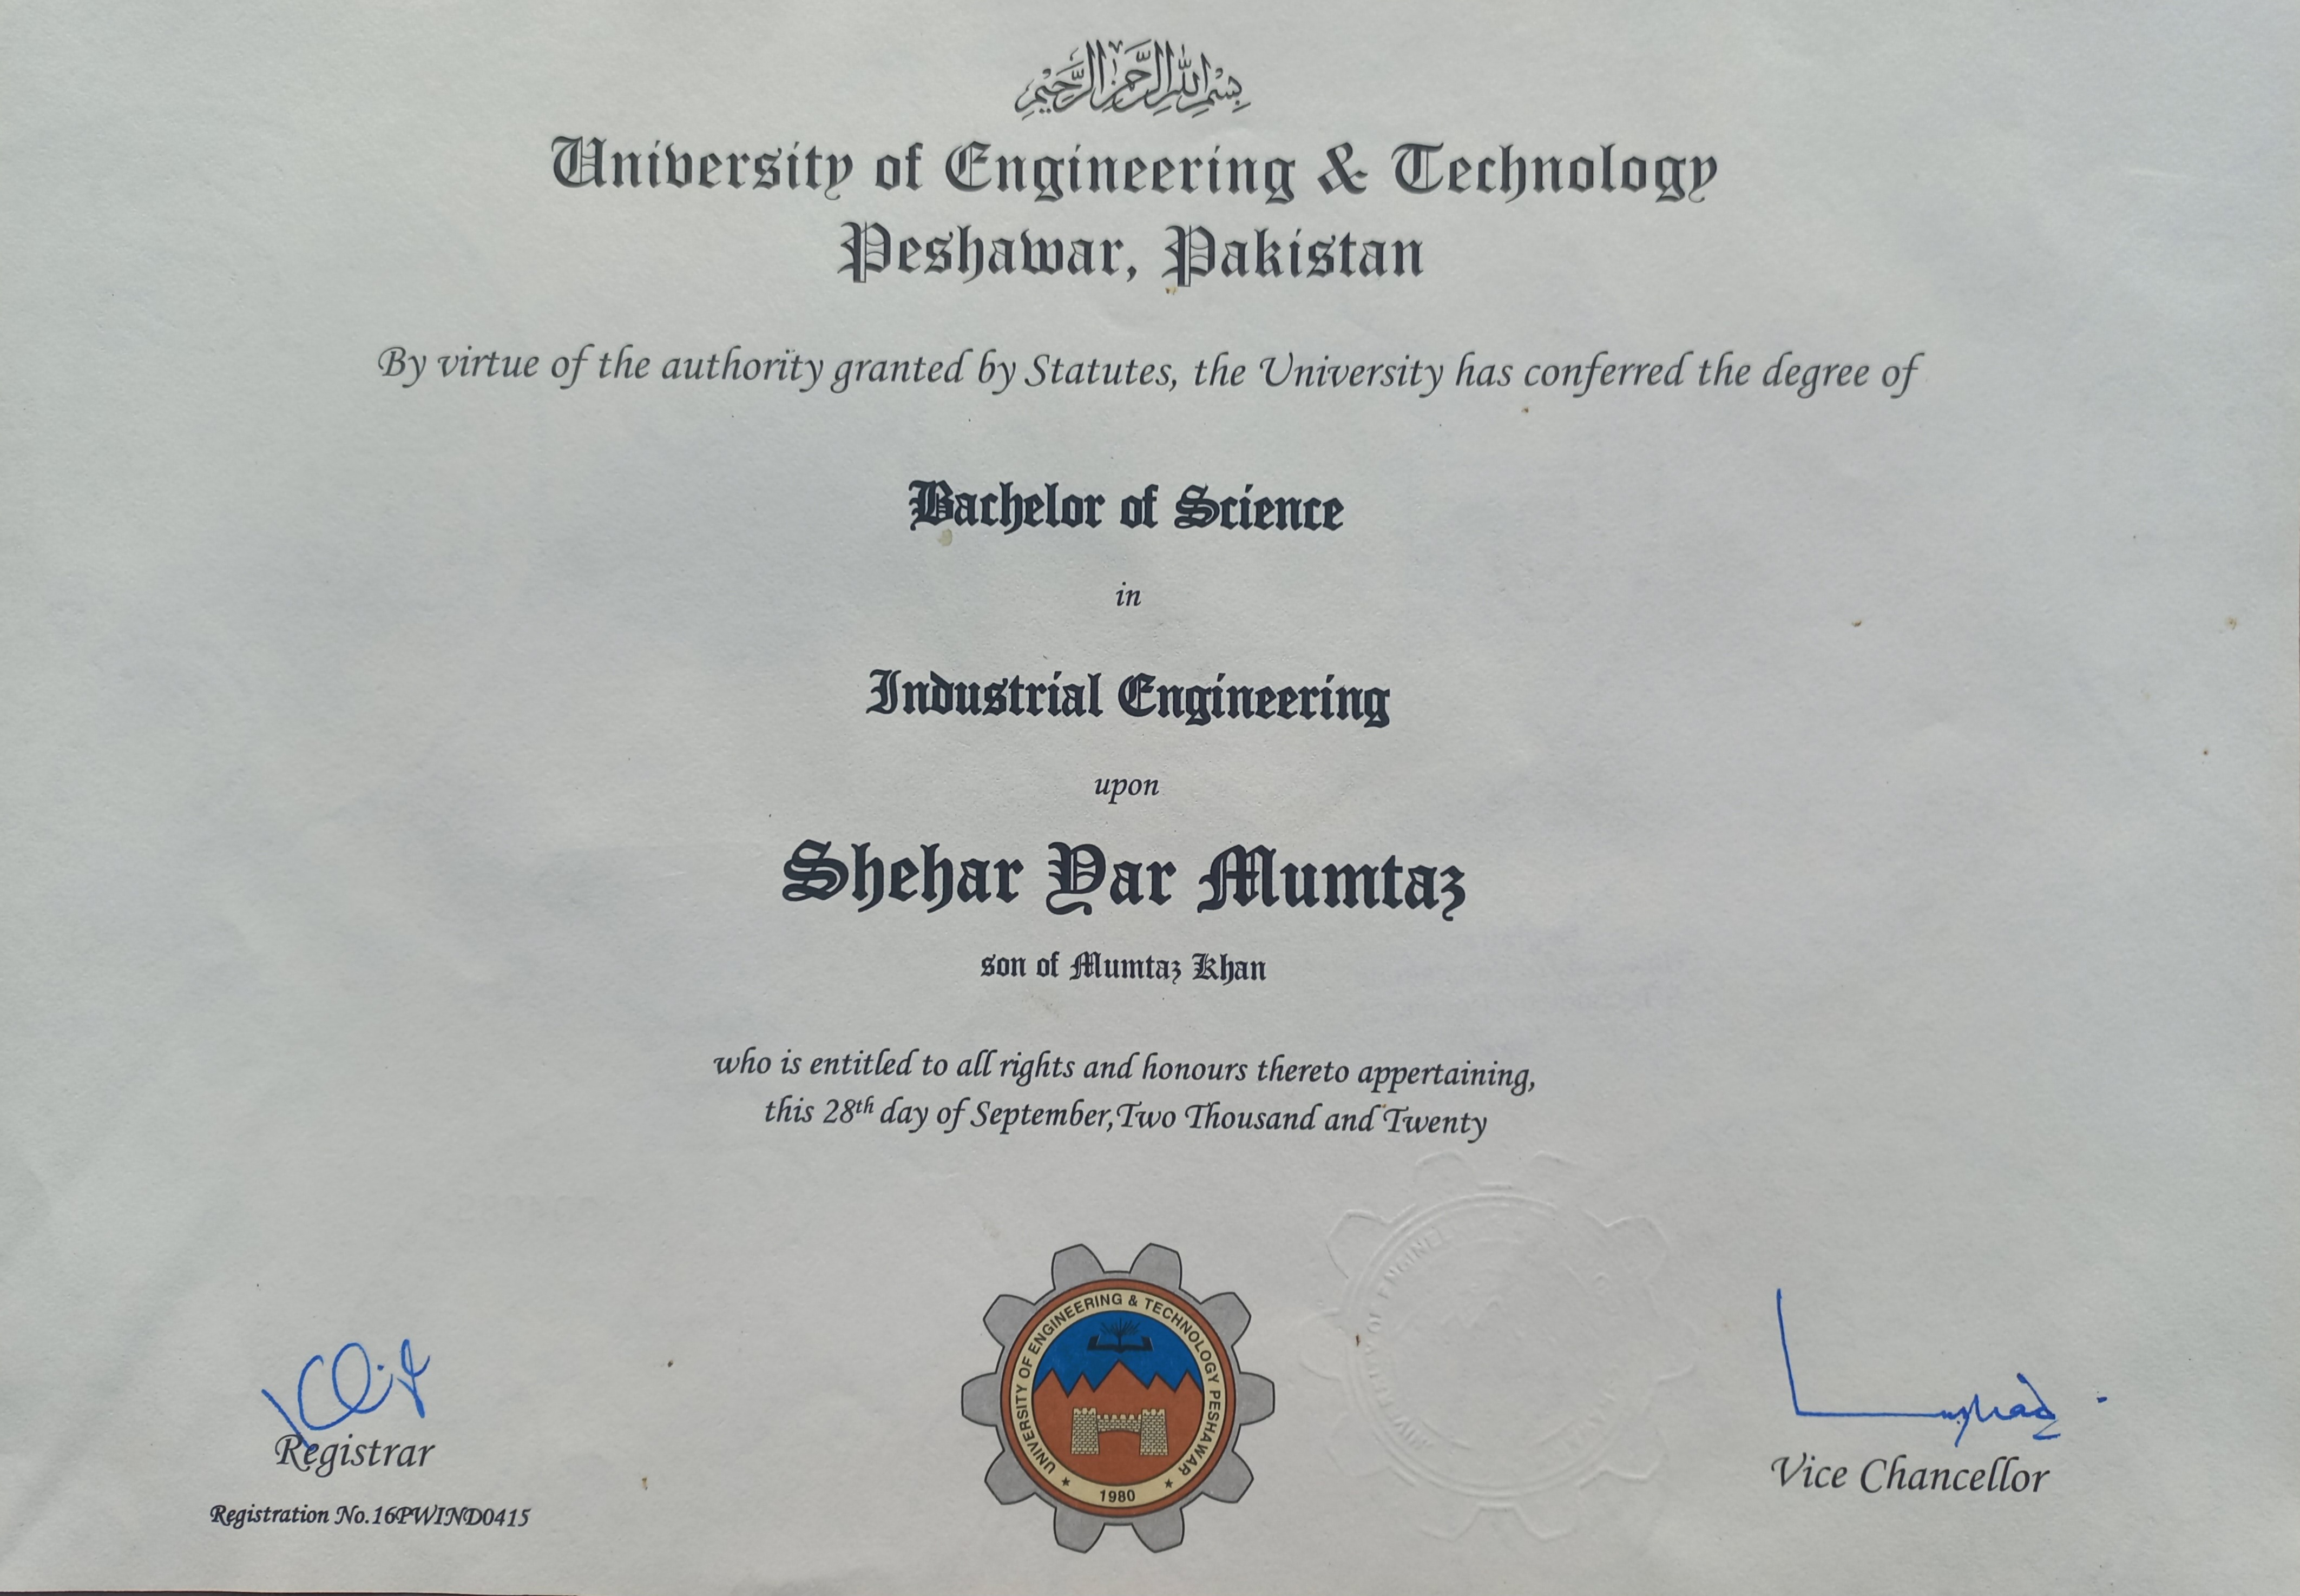 بسم الله الرحمن الرحيم
University of Engineering & Technology
Peshawar, Pakistan
By virtue of the authority granted by Statutes, the University has conferred the degree of
Bachelor of Science
in
Industrial Engineering
upon
Shehar Yar Mumtaz
son of Mumtaz Khan
who is entitled to all rights and honours thereto appertaining,
this 28th day of September,Two Thousand and Twenty
UNIVERSITY OF ENGINEERING & TECHNOLOGY PESHAWAR
1980
Registrar
Vice Chancellor
Registration No.16PWIND0415